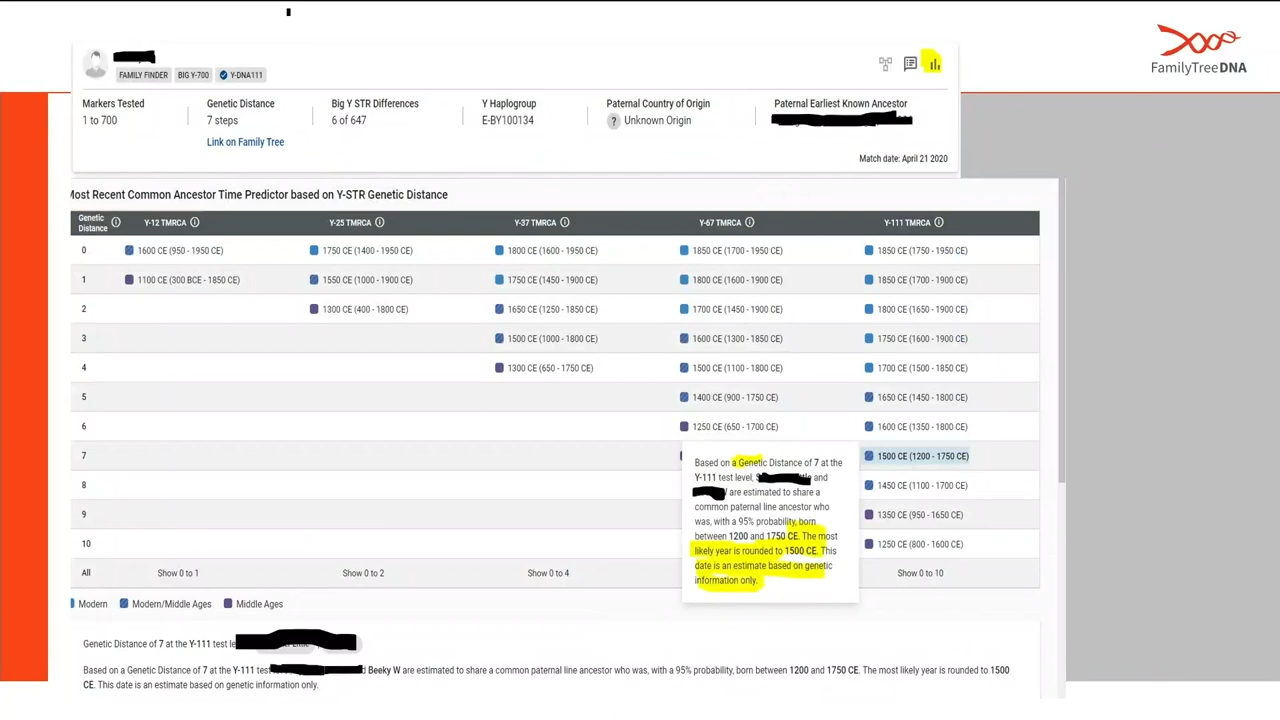 FamilyTreeDNA
FAMILY FINDER BIG Y-700 Y-DNA111
Markers Tested Genetic Distance Big Y STR Differences Y Haplogroup Paternal Country of Origin Paternal Earliest Known Ancestor
1 to 700 7 steps 6 of 647 E-BY100134 ? Unknown Origin
Link on Family Tree
Match date: April 21 2020
Most Recent Common Ancestor Time Predictor based on Y-STR Genetic Distance
Genetic Distance Y-12 TMRCA Y-25 TMRCA Y-37 TMRCA Y-67 TMRCA Y-111 TMRCA
0 1600 CE (950 - 1950 CE) 1750 CE (1400 - 1950 CE) 1800 CE (1600 - 1950 CE) 1850 CE (1700 - 1950 CE) 1850 CE (1750 - 1950 CE)
1 1100 CE (300 BCE - 1850 CE) 1550 CE (1000 - 1900 CE) 1750 CE (1450 - 1900 CE) 1800 CE (1600 - 1900 CE) 1850 CE (1700 - 1900 CE)
2 1300 CE (400 - 1800 CE) 1650 CE (1250 - 1850 CE) 1700 CE (1450 - 1900 CE) 1800 CE (1650 - 1900 CE)
3 1500 CE (1000 - 1800 CE) 1600 CE (1300 - 1850 CE) 1750 CE (1600 - 1900 CE)
4 1300 CE (650 - 1750 CE) 1500 CE (1100 - 1800 CE) 1700 CE (1500 - 1850 CE)
5 1400 CE (900 - 1750 CE) 1650 CE (1450 - 1800 CE)
6 1250 CE (650 - 1700 CE) 1600 CE (1350 - 1800 CE)
7 1500 CE (1200 - 1750 CE)
8 1450 CE (1100 - 1700 CE)
9 1350 CE (950 - 1650 CE)
10 1250 CE (800 - 1600 CE)
All Show 0 to 1 Show 0 to 2 Show 0 to 4 Show 0 to 10
Based on a Genetic Distance of 7 at the
Y-111 test level, and
are estimated to share a
common paternal line ancestor who
was, with a 95% probability, born
between 1200 and 1750 CE. The most
likely year is rounded to 1500 CE. This
date is an estimate based on genetic
information only.
Modern Modern/Middle Ages Middle Ages
Genetic Distance of 7 at the Y-111 test
Based on a Genetic Distance of 7 at the Y-111 test Beeky W are estimated to share a common paternal line ancestor who was, with a 95% probability, born between 1200 and 1750 CE. The most likely year is rounded to 1500
CE. This date is an estimate based on genetic information only.